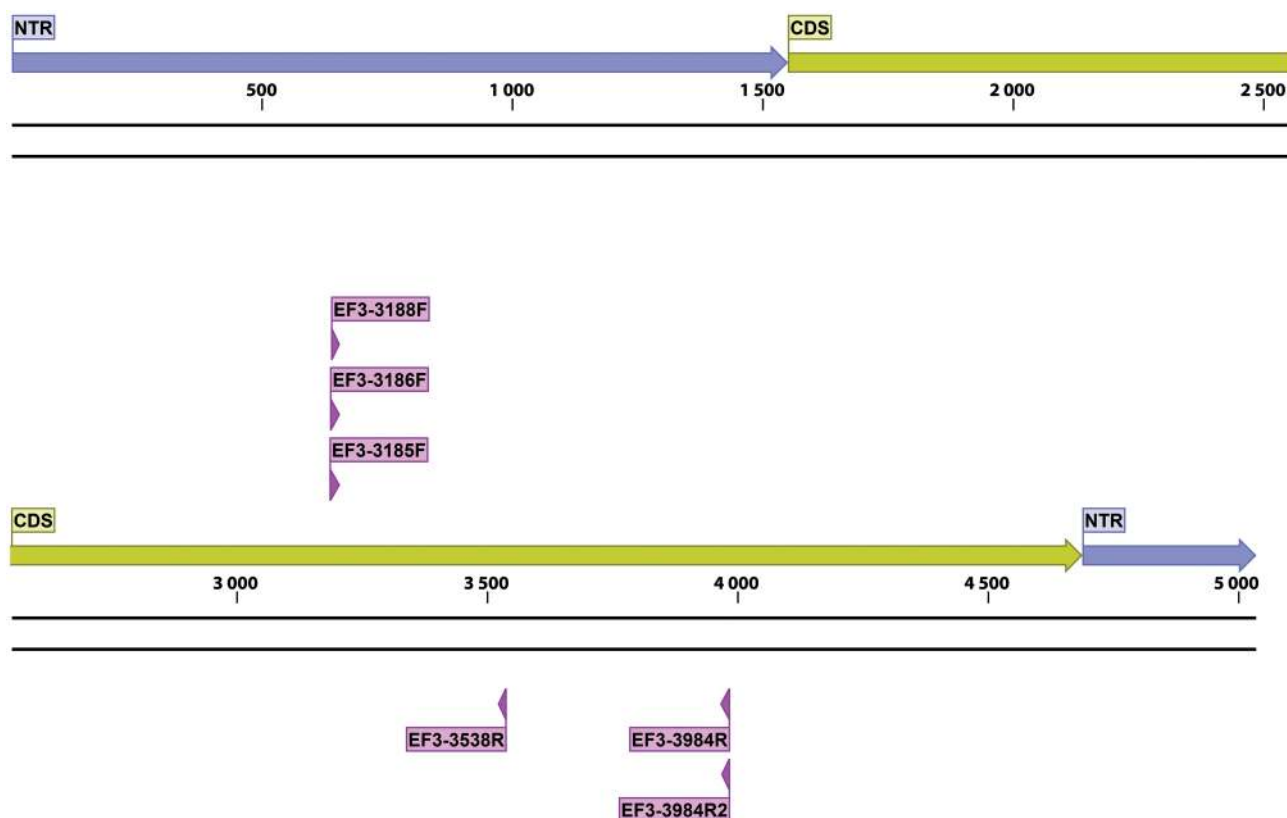 NTR CDS
500 1 000 1 500 2 000 2 500
EF3-3188F
EF3-3186F
EF3-3185F
CDS NTR
3 000 3 500 4 000 4 500 5 000
EF3-3538R EF3-3984R
EF3-3984R2